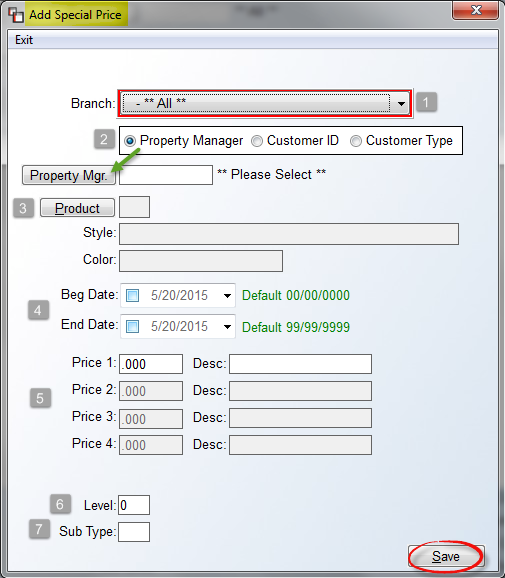 Add Special Price
x
Exit
Branch: - ** All ** 1
2 Property Manager Customer ID Customer Type
Property Mgr. ** Please Select **
3 Product
Style:
Color:
Beg Date: 5/20/2015 Default 00/00/0000
4
End Date: 5/20/2015 Default 99/99/9999
Price 1: .000 Desc:
Price 2: .000 Desc:
5
Price 3: .000 Desc:
Price 4: .000 Desc:
6 Level: 0
7 Sub Type:
Save